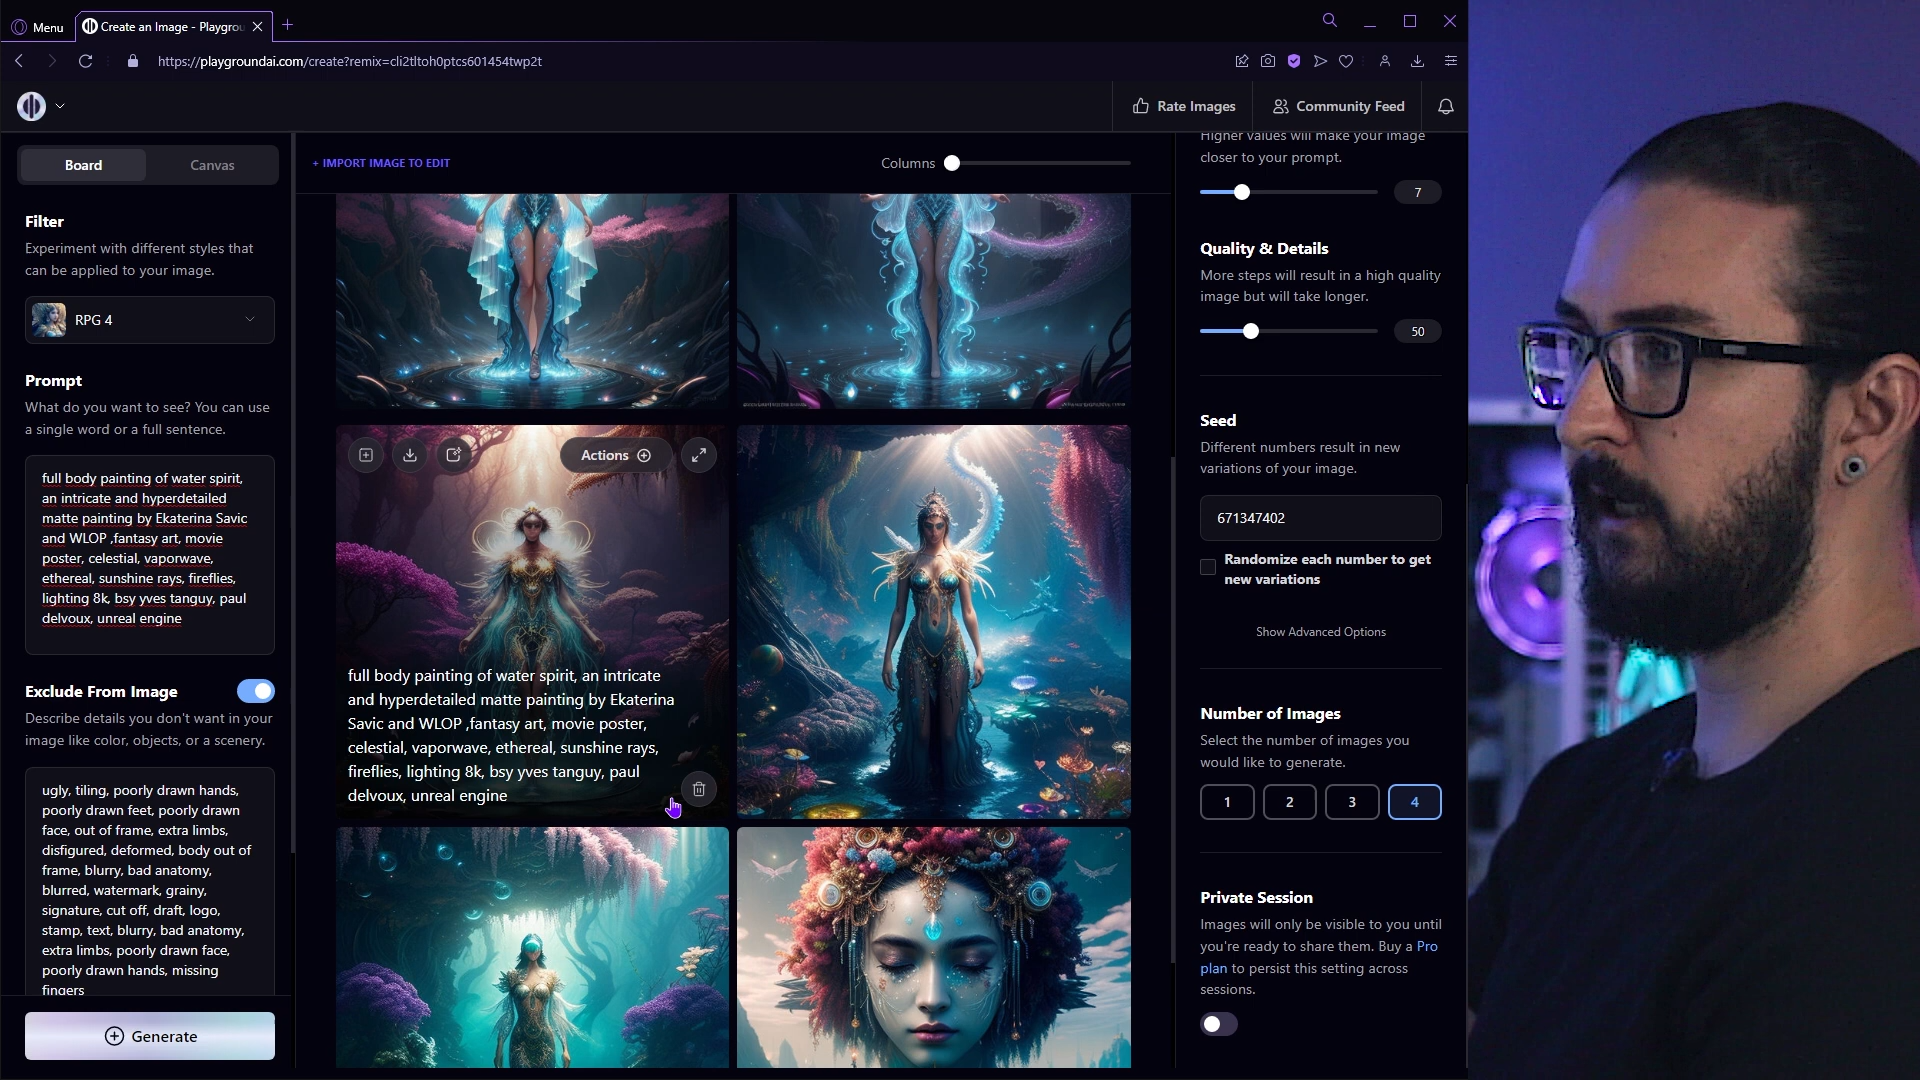 Menu
Create an Image - Playgrou
https://playgroundai.com/create?remix=cli2tltoh0ptcs601454twp2t
Rate Images
Community Feed
Board
Canvas
+ IMPORT IMAGE TO EDIT
Columns
Filter
Experiment with different styles that
can be applied to your image.
RPG 4
Prompt
What do you want to see? You can use
a single word or a full sentence.
full body painting of water spirit,
an intricate and hyperdetailed
matte painting by Ekaterina Savic
and WLOP ,fantasy art, movie
poster, celestial, vaporwave,
ethereal, sunshine rays, fireflies,
lighting 8k, bsy yves tanguy, paul
delvoux, unreal engine
Exclude From Image
Describe details you don't want in your
image like color, objects, or a scenery.
ugly, tiling, poorly drawn hands,
poorly drawn feet, poorly drawn
face, out of frame, extra limbs,
disfigured, deformed, body out of
frame, blurry, bad anatomy,
blurred, watermark, grainy,
signature, cut off, draft, logo,
stamp, text, blurry, bad anatomy,
extra limbs, poorly drawn face,
poorly drawn hands, missing
fingers
Generate
Actions
full body painting of water spirit, an intricate
and hyperdetailed matte painting by Ekaterina
Savic and WLOP ,fantasy art, movie poster,
celestial, vaporwave, ethereal, sunshine rays,
fireflies, lighting 8k, bsy yves tanguy, paul
delvoux, unreal engine
Higher values will make your image
closer to your prompt.
7
Quality & Details
More steps will result in a high quality
image but will take longer.
50
Seed
Different numbers result in new
variations of your image.
671347402
Randomize each number to get
new variations
Show Advanced Options
Number of Images
Select the number of images you
would like to generate.
1
2
3
4
Private Session
Images will only be visible to you until
you're ready to share them. Buy a Pro
plan to persist this setting across
sessions.